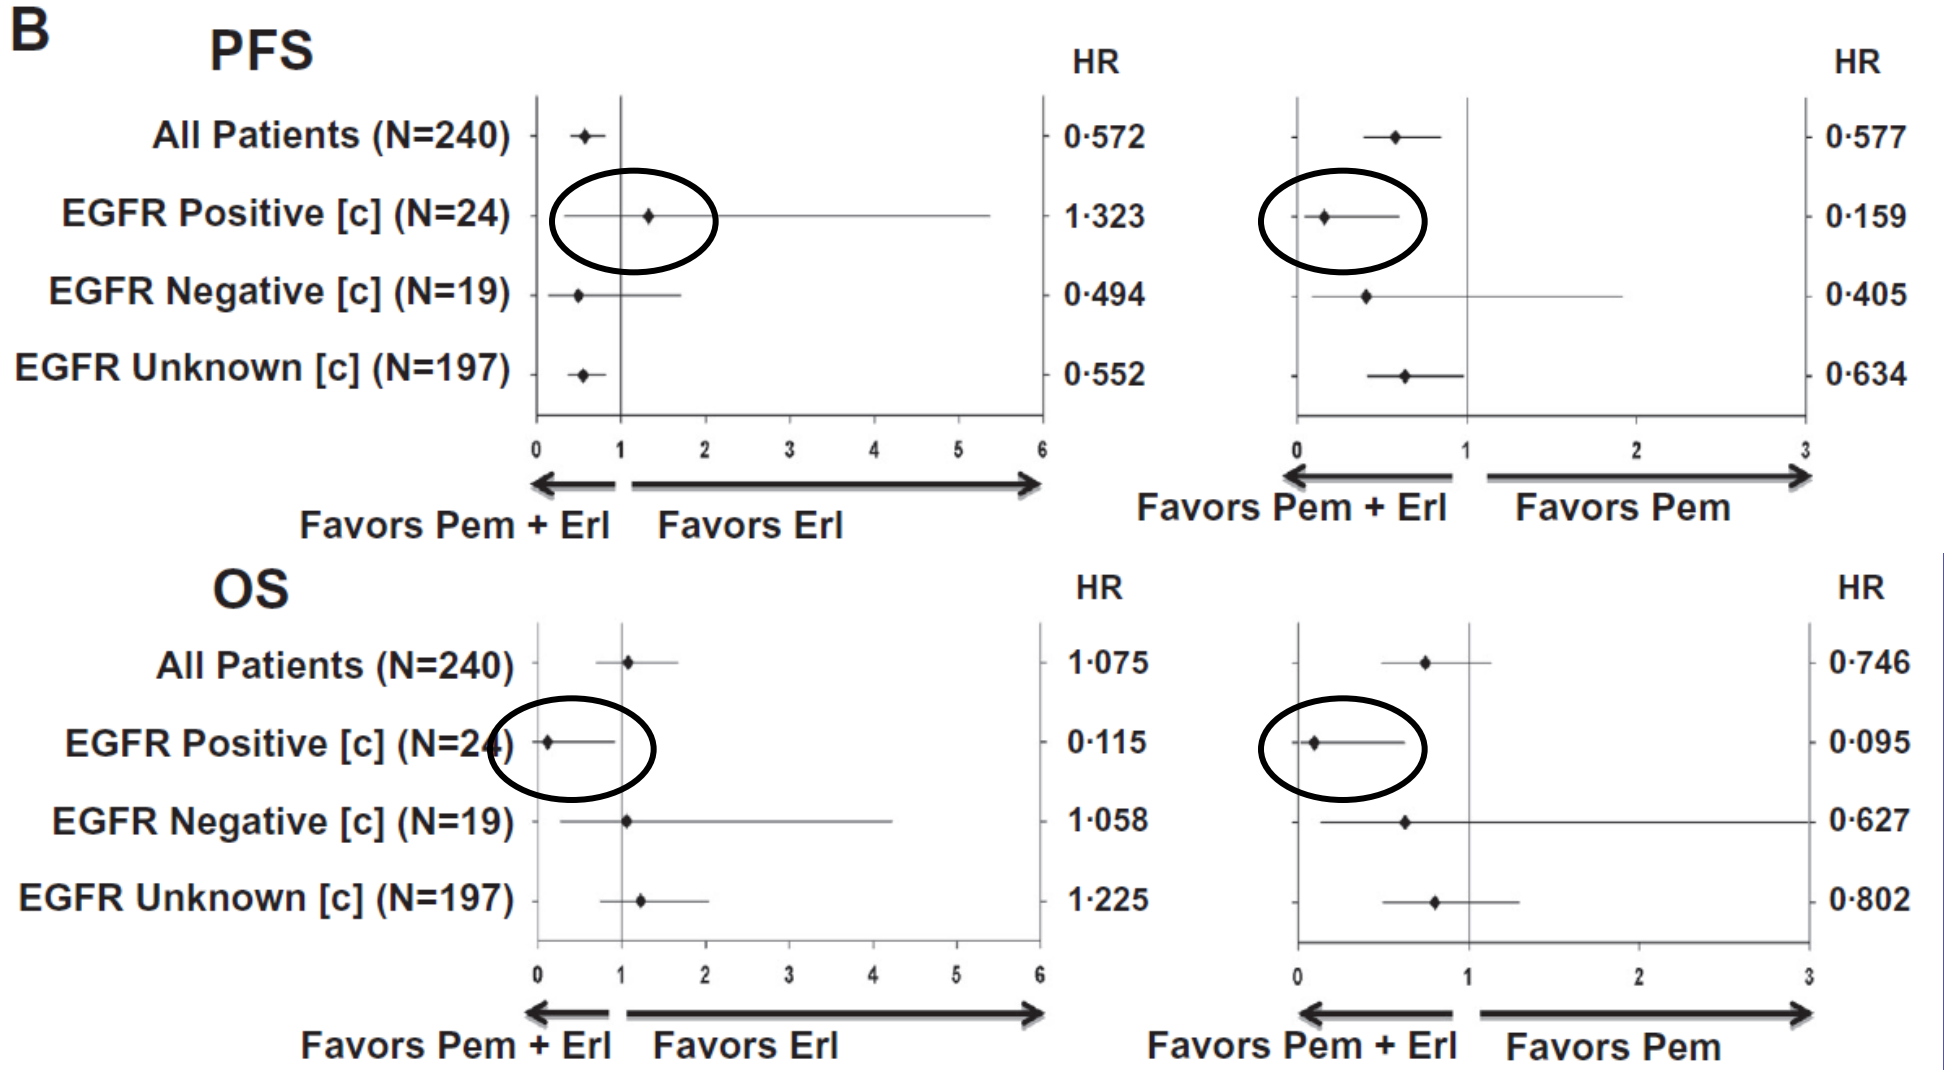 B
PFS
HR
HR
All Patients (N=240)
0·572
0·577
EGFR Positive [c] (N=24)
1·323
0·159
EGFR Negative [c] (N=19)
0·494
0·405
EGFR Unknown [c] (N=197)
0·552
0·634
0 1 2 3 4 5 6
0 1 2 3
Favors Pem + Erl Favors Erl
Favors Pem + Erl Favors Pem
OS
HR
HR
All Patients (N=240)
1·075
0·746
EGFR Positive [c] (N=24)
0·115
0·095
EGFR Negative [c] (N=19)
1·058
0·627
EGFR Unknown [c] (N=197)
1·225
0·802
0 1 2 3 4 5 6
0 1 2 3
Favors Pem + Erl Favors Erl
Favors Pem + Erl Favors Pem